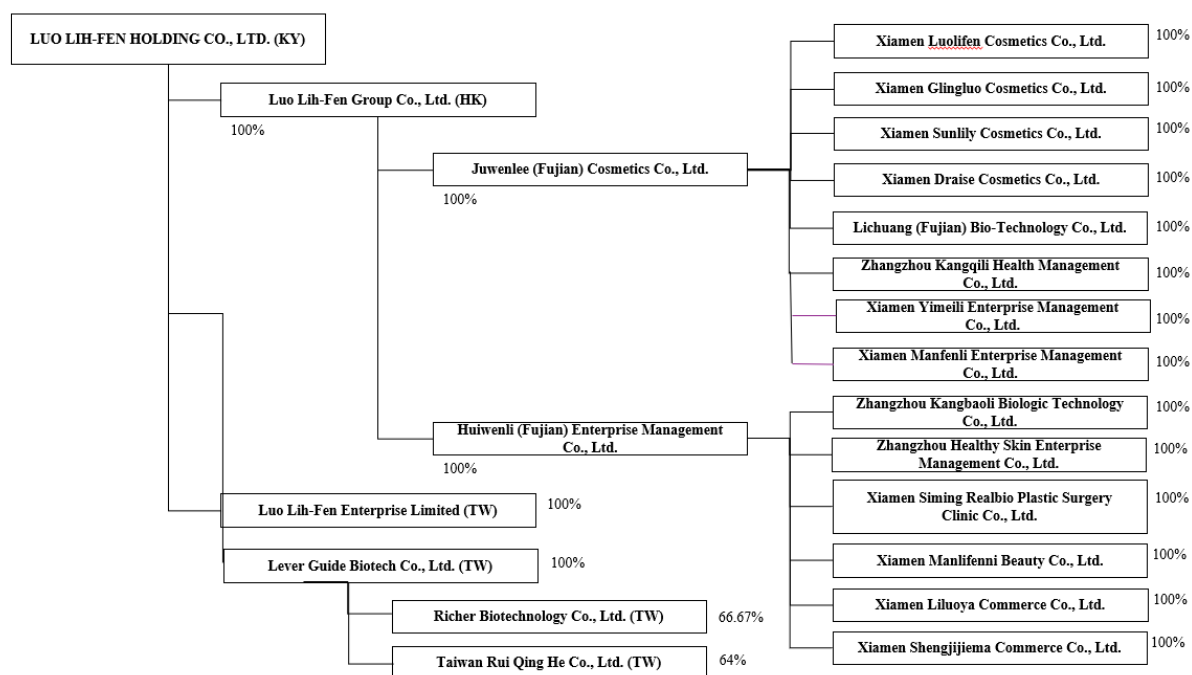 LUO LIH-FEN HOLDING CO., LTD. (KY)
Luo Lih-Fen Group Co., Ltd. (HK)
100%
Juwenlee (Fujian) Cosmetics Co., Ltd.
100%
Xiamen Luolifen Cosmetics Co., Ltd.
100%
Xiamen Glingluo Cosmetics Co., Ltd.
100%
Xiamen Sunlily Cosmetics Co., Ltd.
100%
Xiamen Draise Cosmetics Co., Ltd.
100%
Lichuang (Fujian) Bio-Technology Co., Ltd.
100%
Zhangzhou Kangqili Health Management
Co., Ltd.
100%
Xiamen Yimeili Enterprise Management
Co., Ltd.
100%
Xiamen Manfenli Enterprise Management
Co., Ltd.
100%
Huiwenli (Fujian) Enterprise Management
Co., Ltd.
100%
Zhangzhou Kangbaoli Biologic Technology
Co., Ltd.
100%
Zhangzhou Healthy Skin Enterprise
Management Co., Ltd.
100%
Xiamen Siming Realbio Plastic Surgery
Clinic Co., Ltd.
100%
Xiamen Manlifenni Beauty Co., Ltd.
100%
Xiamen Liluoya Commerce Co., Ltd.
100%
Xiamen Shengjijiema Commerce Co., Ltd.
100%
Luo Lih-Fen Enterprise Limited (TW)
100%
Lever Guide Biotech Co., Ltd. (TW)
100%
Richer Biotechnology Co., Ltd. (TW)
66.67%
Taiwan Rui Qing He Co., Ltd. (TW)
64%